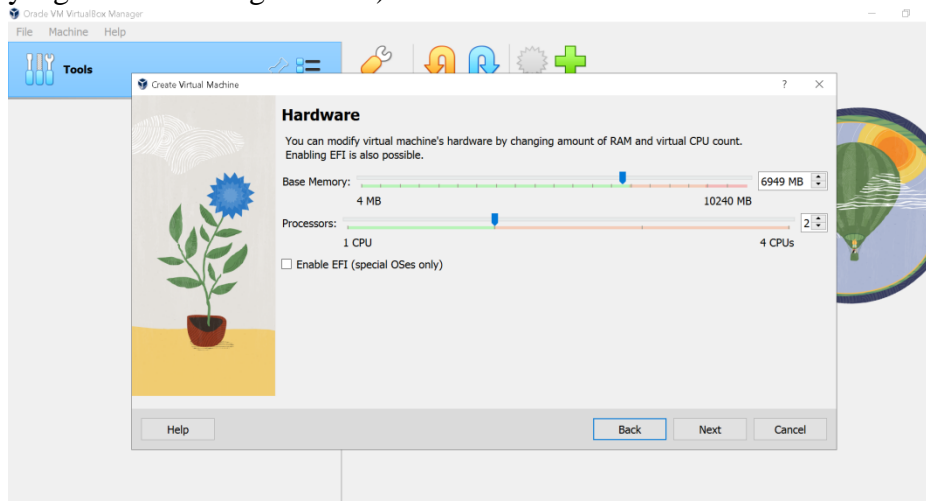 Oracle VM VirtualBox Manager
File Machine Help
Tools
Create Virtual Machine ? ×
Hardware
You can modify virtual machine's hardware by changing amount of RAM and virtual CPU count.
Enabling EFI is also possible.
Base Memory: 6949 MB
4 MB 10240 MB
Processors: 2
1 CPU 4 CPUs
Enable EFI (special OSes only)
Help Back Next Cancel